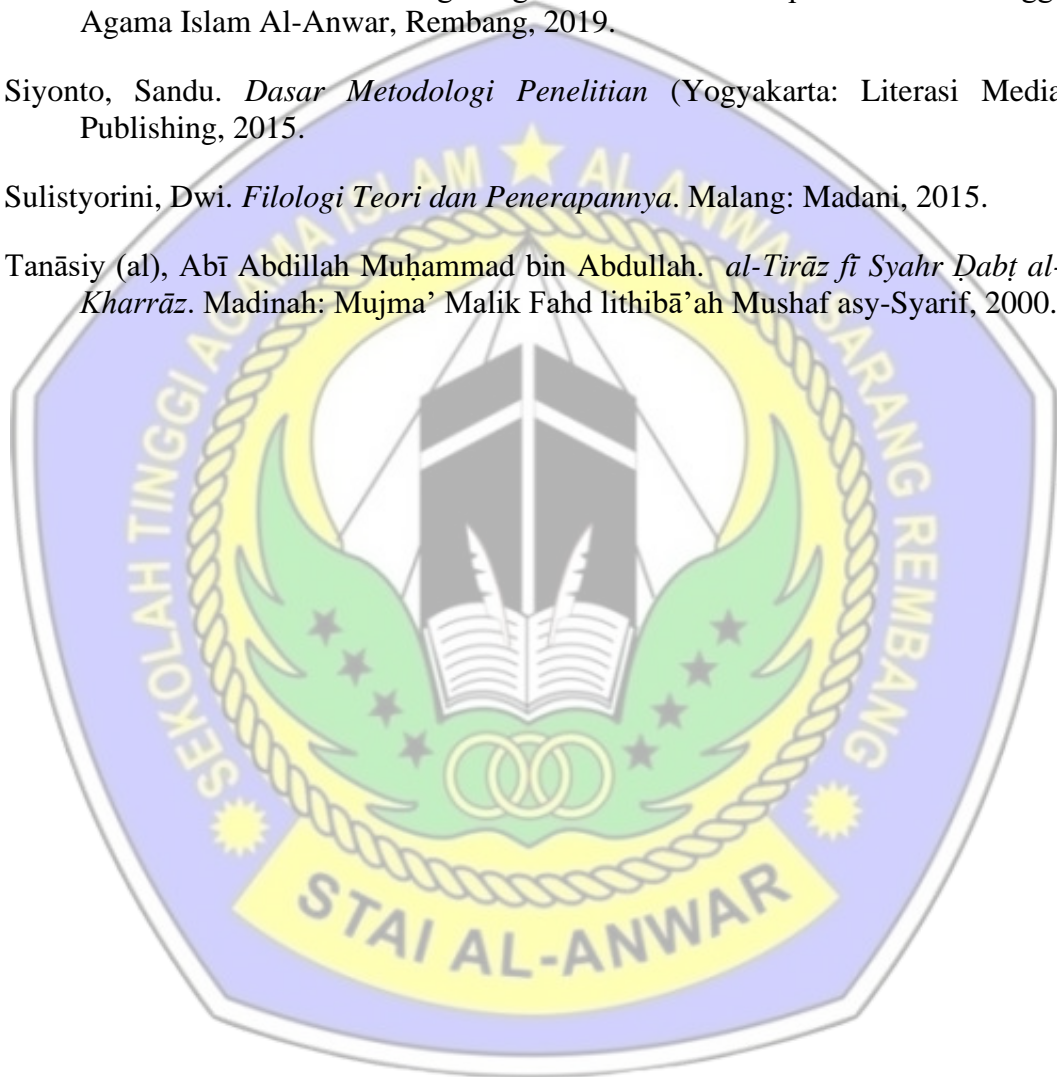 Agama Islam Al-Anwar, Rembang, 2019.
Siyonto, Sandu. Dasar Metodologi Penelitian (Yogyakarta: Literasi Media
Publishing, 2015.
Sulistyorini, Dwi. Filologi Teori dan Penerapannya. Malang: Madani, 2015.
Tanāsiy (al), Abī Abdillah Muḥammad bin Abdullah. al-Tirāz fī Syahr Ḍabṭ al-
Kharrāz. Madinah: Mujma’ Malik Fahd lithibā’ah Mushaf asy-Syarif, 2000.
SEKOLAH TINGGI AGAMA ISLAM AL ANWAR SARANG REMBANG
STAI AL-ANWAR